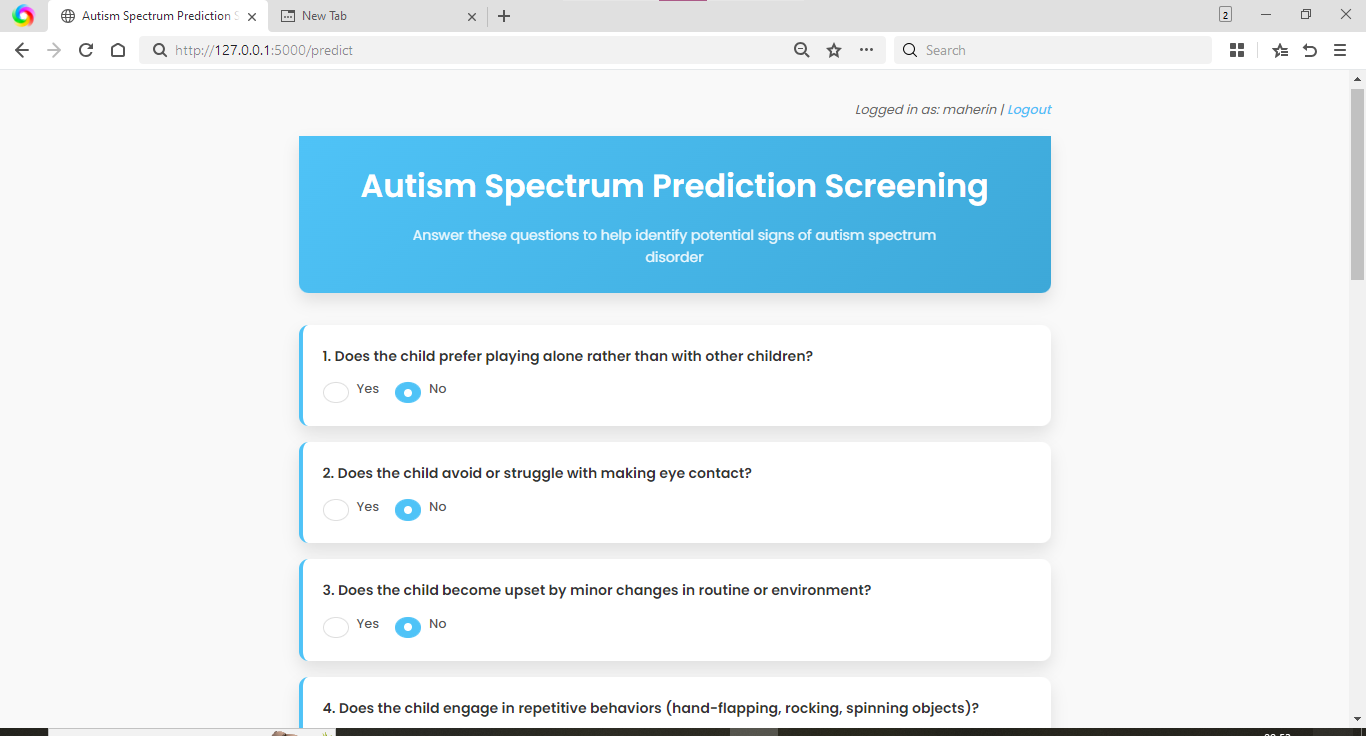 Autism Spectrum Prediction S
New Tab
2
http://127.0.0.1:5000/predict
Search
Logged in as: maherin | Logout
Autism Spectrum Prediction Screening
Answer these questions to help identify potential signs of autism spectrum
disorder
1. Does the child prefer playing alone rather than with other children?
Yes No
2. Does the child avoid or struggle with making eye contact?
Yes No
3. Does the child become upset by minor changes in routine or environment?
Yes No
4. Does the child engage in repetitive behaviors (hand-flapping, rocking, spinning objects)?